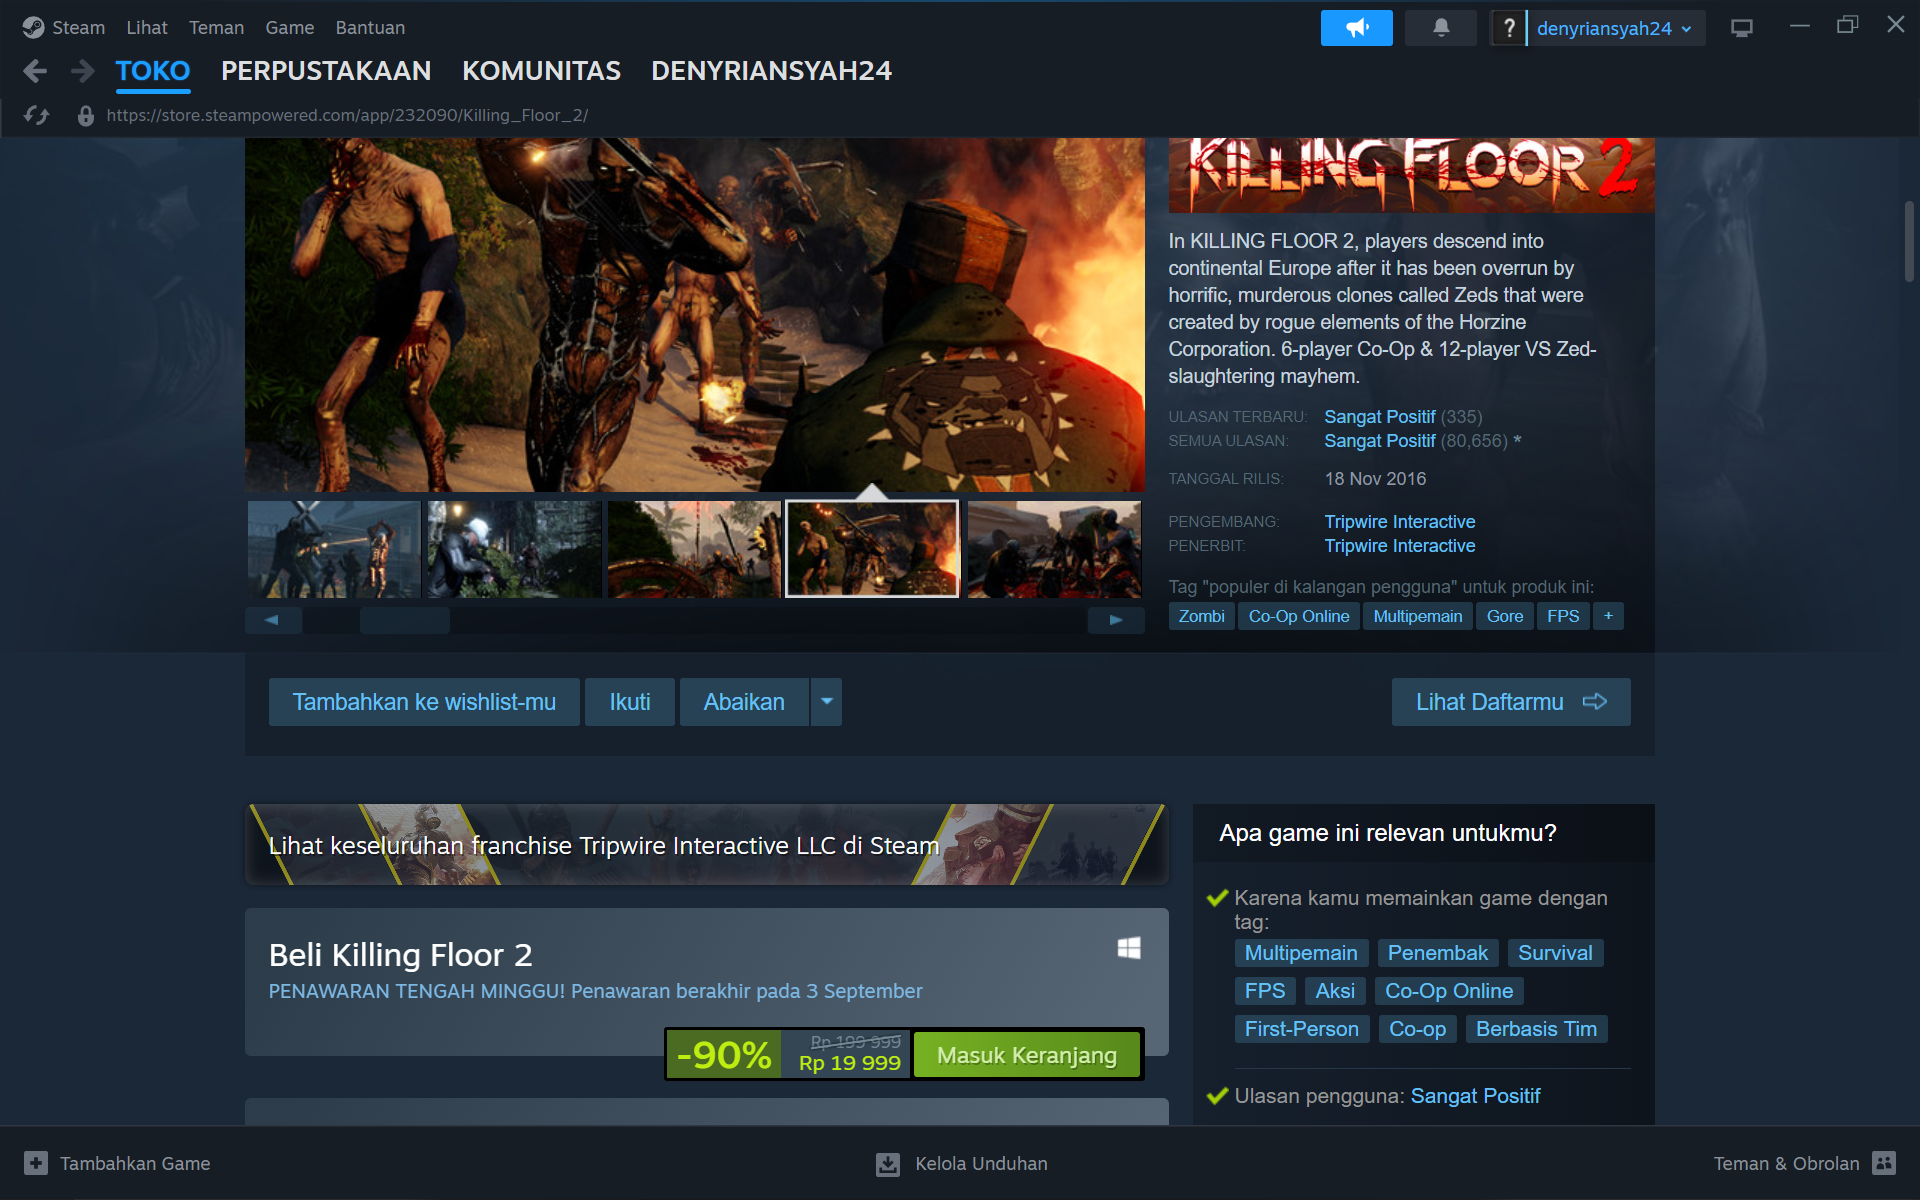 Steam Lihat Teman Game Bantuan
? denyriansyah24
TOKO PERPUSTAKAAN KOMUNITAS DENYRIANSYAH24
https://store.steampowered.com/app/232090/Killing_Floor_2/
KILLING FLOOR 2
In KILLING FLOOR 2, players descend into
continental Europe after it has been overrun by
horrific, murderous clones called Zeds that were
created by rogue elements of the Horzine
Corporation. 6-player Co-Op & 12-player VS Zed-
slaughtering mayhem.
ULASAN TERBARU: Sangat Positif (335)
SEMUA ULASAN: Sangat Positif (80,656) *
TANGGAL RILIS: 18 Nov 2016
PENGEMBANG: Tripwire Interactive
PENERBIT: Tripwire Interactive
Tag "populer di kalangan pengguna" untuk produk ini:
Zombi Co-Op Online Multipemain Gore FPS +
Tambahkan ke wishlist-mu Ikuti Abaikan Lihat Daftarmu
Lihat keseluruhan franchise Tripwire Interactive LLC di Steam
Beli Killing Floor 2
PENAWARAN TENGAH MINGGU! Penawaran berakhir pada 3 September
-90% Rp 199 999
Rp 19 999
Masuk Keranjang
Apa game ini relevan untukmu?
Karena kamu memainkan game dengan
tag:
Multipemain Penembak Survival
FPS Aksi Co-Op Online
First-Person Co-op Berbasis Tim
Ulasan pengguna: Sangat Positif
Tambahkan Game Kelola Unduhan Teman & Obrolan